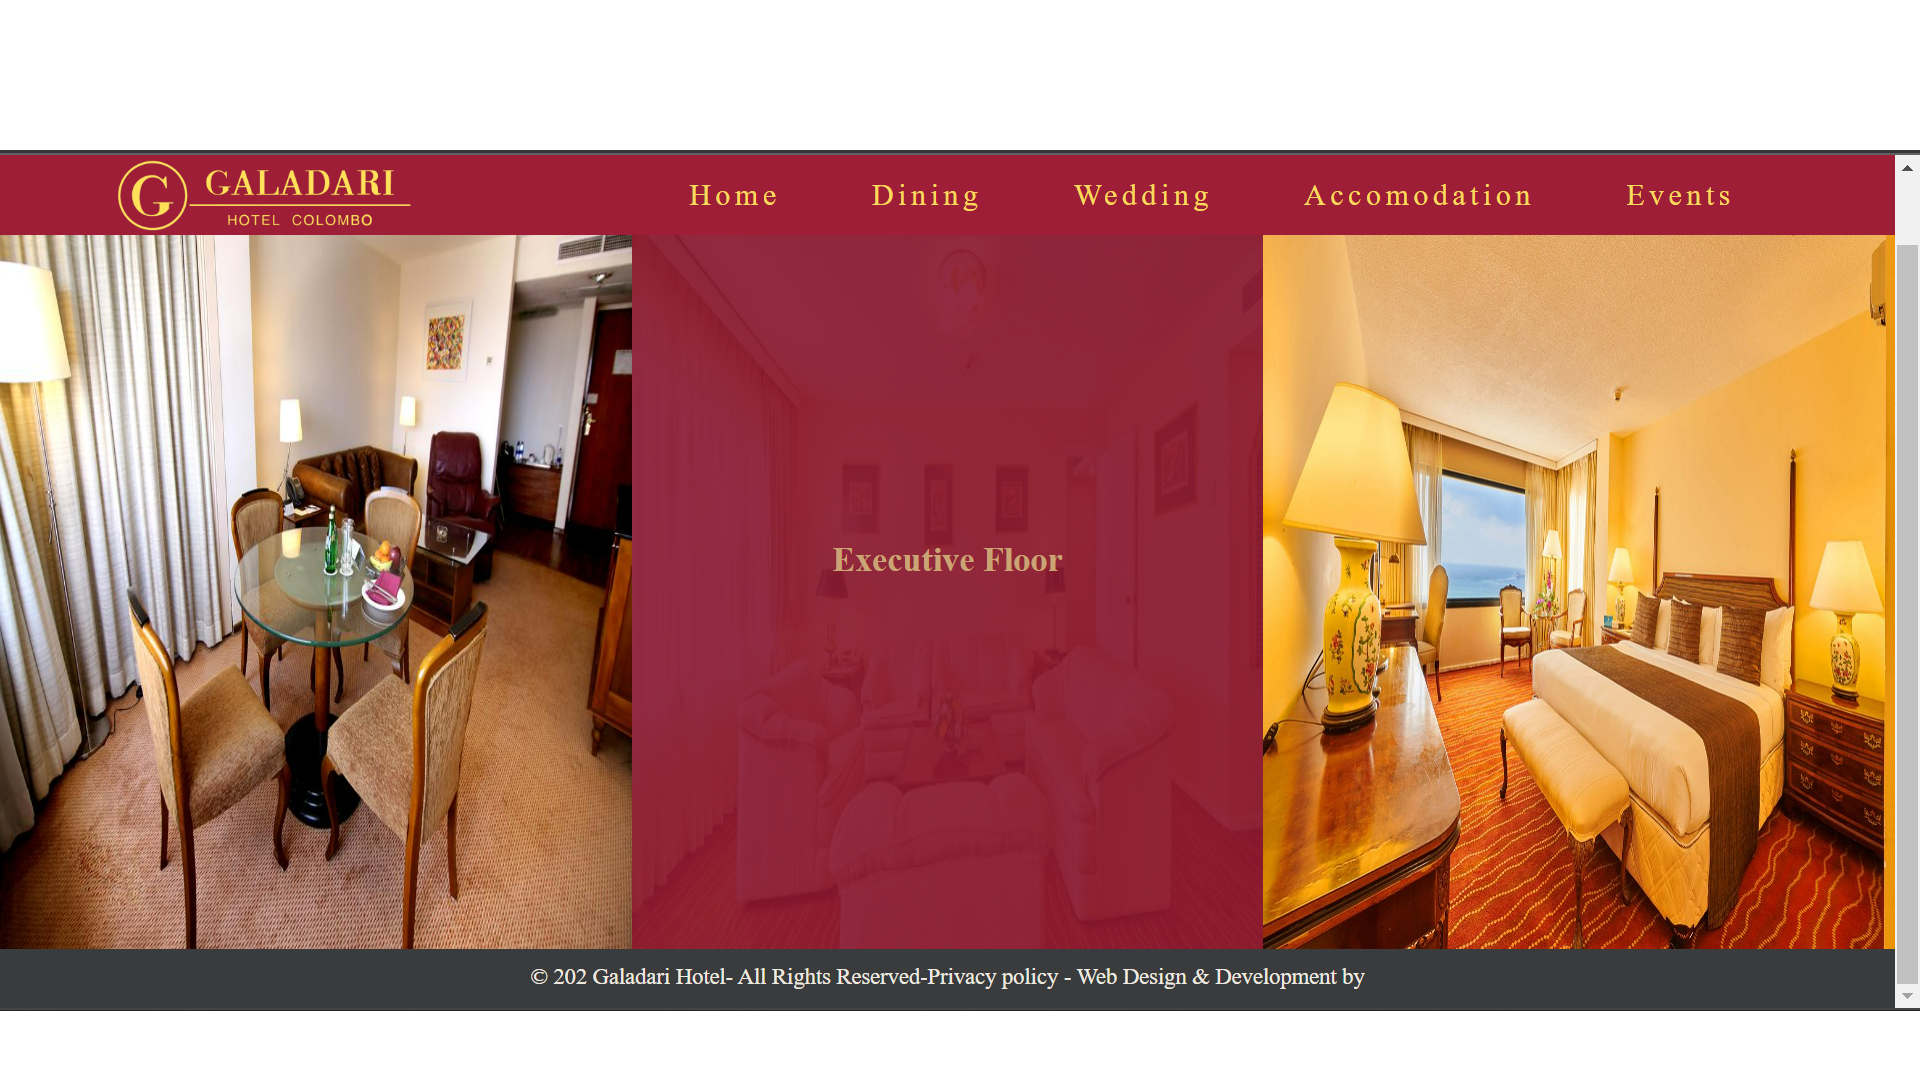 G GALADARI
HOTEL COLOMBO
Home Dining Wedding Accomodation Events
Executive Floor
© 202 Galadari Hotel- All Rights Reserved-Privacy policy - Web Design & Development by